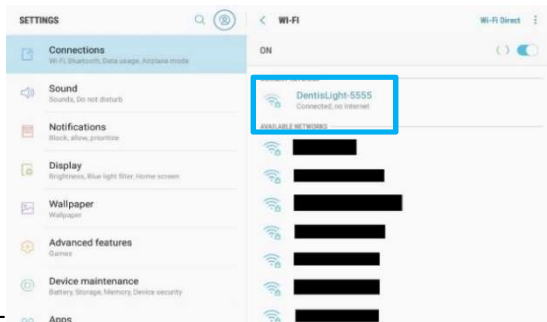 SETTINGS
Connections
Wi-Fi, Bluetooth, Data usage, Airplane mode
Sound
Sounds, Do not disturb
Notifications
Block, allow, prioritize
Display
Brightness, Blue light filter, Home screen
Wallpaper
Wallpaper
Advanced features
Games
Device maintenance
Battery, Storage, Memory, Device security
Apps
WI-FI
Wi-Fi Direct
ON
DentisLight-5555
Connected, no internet
AVAILABLE NETWORKS